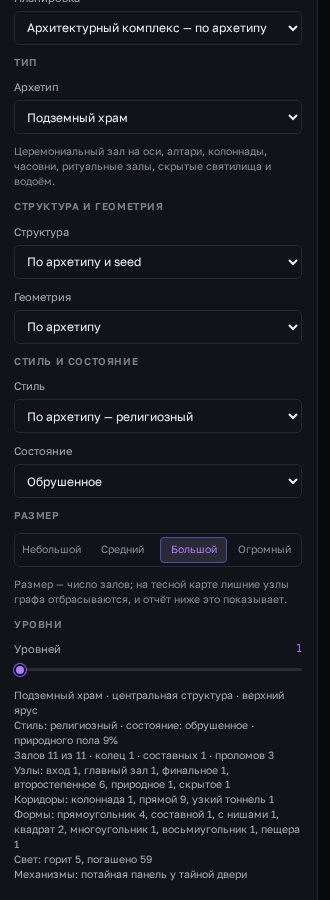 Планировка
Архитектурный комплекс — по архетипу
ТИП
Архетип
Подземный храм
Церемониальный зал на оси, алтари, колоннады,
часовни, ритуальные залы, скрытые святилища и
водоём.
СТРУКТУРА И ГЕОМЕТРИЯ
Структура
По архетипу и seed
Геометрия
По архетипу
СТИЛЬ И СОСТОЯНИЕ
Стиль
По архетипу — религиозный
Состояние
Обрушенное
РАЗМЕР
Небольшой Средний Большой Огромный
Размер — число залов; на тесной карте лишние узлы
графа отбрасываются, и отчёт ниже это показывает.
УРОВНИ
Уровней 1
Подземный храм · центральная структура · верхний
ярус
Стиль: религиозный · состояние: обрушенное ·
природного пола 9%
Залов 11 из 11 · колец 1 · составных 1 · проломов 3
Узлы: вход 1, главный зал 1, финальное 1,
второстепенное 6, природное 1, скрытое 1
Коридоры: колоннада 1, прямой 9, узкий тоннель 1
Формы: прямоугольник 4, составной 1, с нишами 1,
квадрат 2, многоугольник 1, восьмиугольник 1, пещера
1
Свет: горит 5, погашено 59
Механизмы: потайная панель у тайной двери